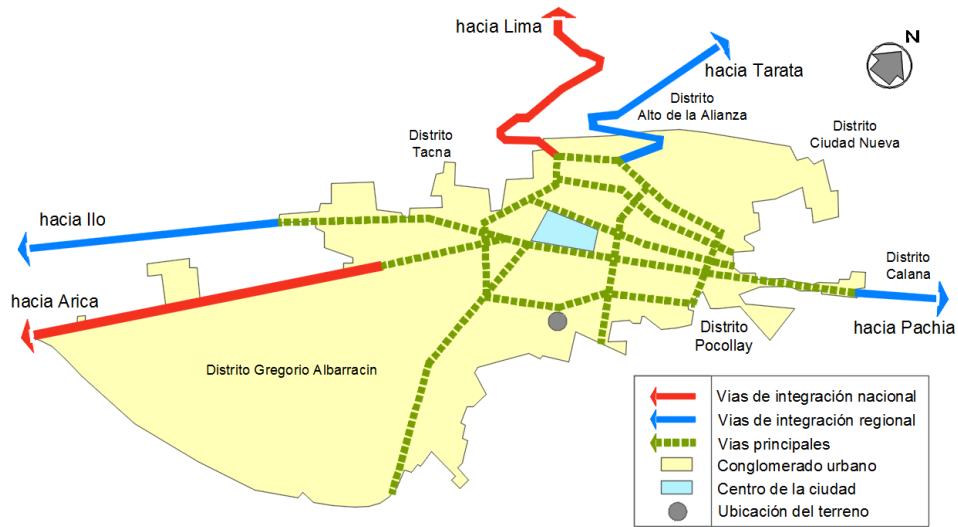 hacia Lima
N
hacia Tarata
Distrito
Alto de la Alianza
Distrito
Ciudad Nueva
Distrito
Tacna
hacia Ilo
Distrito
Calana
hacia Arica
hacia Pachia
Distrito
Pocollay
Distrito Gregorio Albarracin
Vias de integración nacional
Vias de integración regional
Vias principales
Conglomerado urbano
Centro de la ciudad
Ubicación del terreno